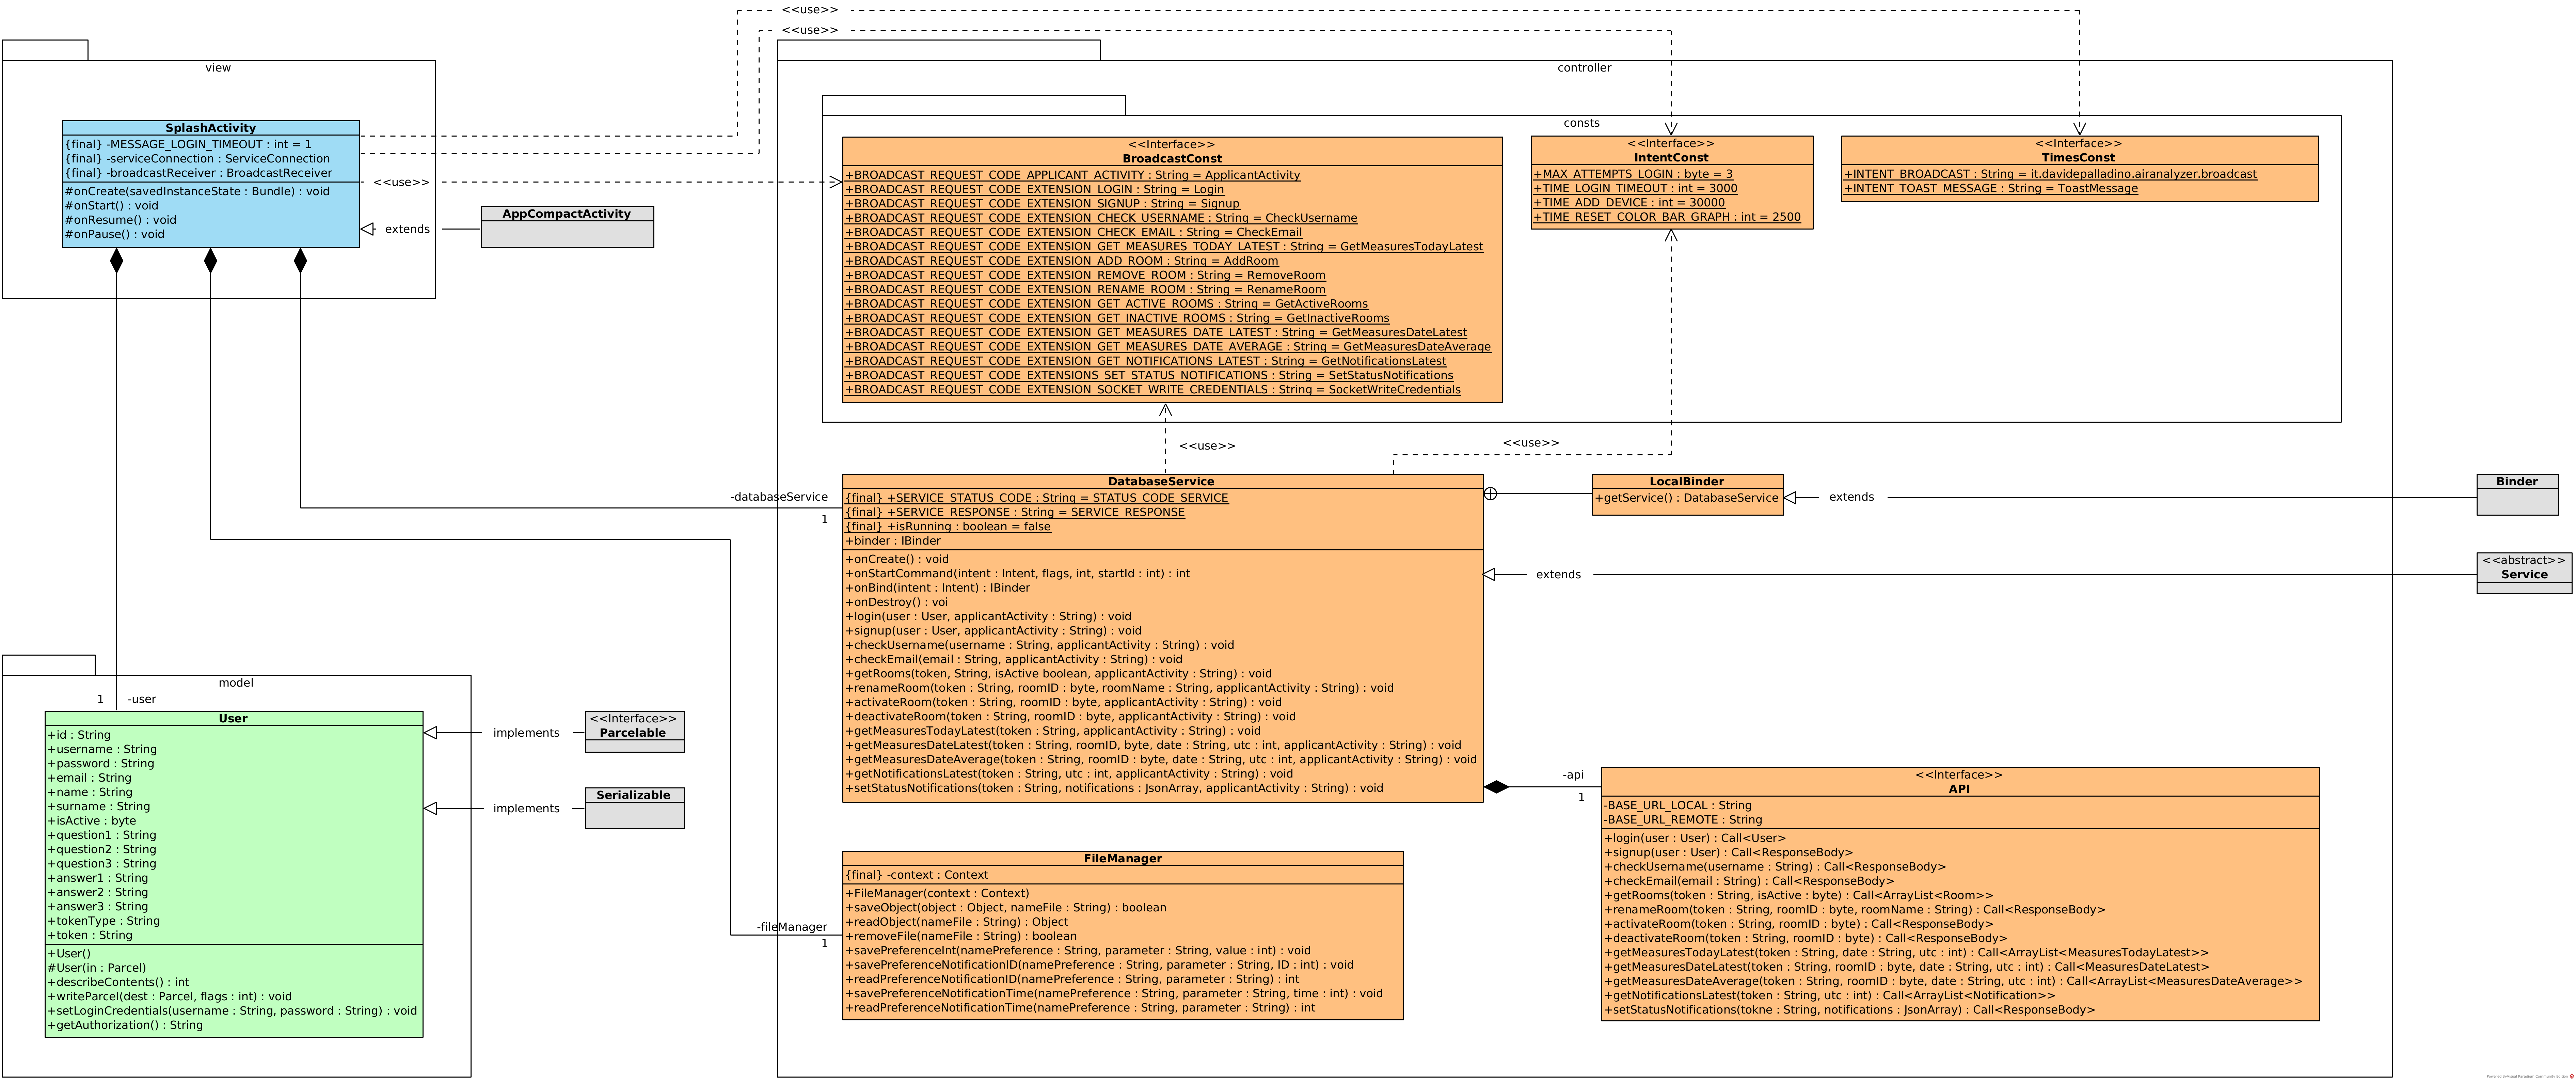 <<use>>
<<use>>
view
SplashActivity
{final} -MESSAGE_LOGIN_TIMEOUT : int = 1
{final} -serviceConnection : ServiceConnection
{final} -broadcastReceiver : BroadcastReceiver
#onCreate(savedInstanceState : Bundle) : void
#onStart() : void
#onResume() : void
#onPause() : void
<<use>>
extends
AppCompactActivity
controller
consts
<<Interface>>
BroadcastConst
+BROADCAST_REQUEST_CODE_APPLICANT_ACTIVITY : String = ApplicantActivity
+BROADCAST_REQUEST_CODE_EXTENSION_LOGIN : String = Login
+BROADCAST_REQUEST_CODE_EXTENSION_SIGNUP : String = Signup
+BROADCAST_REQUEST_CODE_EXTENSION_CHECK_USERNAME : String = CheckUsername
+BROADCAST_REQUEST_CODE_EXTENSION_CHECK_EMAIL : String = CheckEmail
+BROADCAST_REQUEST_CODE_EXTENSION_GET_MEASURES_TODAY_LATEST : String = GetMeasuresTodayLatest
+BROADCAST_REQUEST_CODE_EXTENSION_ADD_ROOM : String = AddRoom
+BROADCAST_REQUEST_CODE_EXTENSION_REMOVE_ROOM : String = RemoveRoom
+BROADCAST_REQUEST_CODE_EXTENSION_RENAME_ROOM : String = RenameRoom
+BROADCAST_REQUEST_CODE_EXTENSION_GET_ACTIVE_ROOMS : String = GetActiveRooms
+BROADCAST_REQUEST_CODE_EXTENSION_GET_INACTIVE_ROOMS : String = GetInactiveRooms
+BROADCAST_REQUEST_CODE_EXTENSION_GET_MEASURES_DATE_LATEST : String = GetMeasuresDateLatest
+BROADCAST_REQUEST_CODE_EXTENSION_GET_MEASURES_DATE_AVERAGE : String = GetMeasuresDateAverage
+BROADCAST_REQUEST_CODE_EXTENSION_GET_NOTIFICATIONS_LATEST : String = GetNotificationsLatest
+BROADCAST_REQUEST_CODE_EXTENSIONS_SET_STATUS_NOTIFICATIONS : String = SetStatusNotifications
+BROADCAST_REQUEST_CODE_EXTENSION_SOCKET_WRITE_CREDENTIALS : String = SocketWriteCredentials
<<Interface>>
IntentConst
+MAX_ATTEMPTS_LOGIN : byte = 3
+TIME_LOGIN_TIMEOUT : int = 3000
+TIME_ADD_DEVICE : int = 30000
+TIME_RESET_COLOR_BAR_GRAPH : int = 2500
<<Interface>>
TimesConst
+INTENT_BROADCAST : String = it.davidepalladino.airanalyzer.broadcast
+INTENT_TOAST_MESSAGE : String = ToastMessage
<<use>>
<<use>>
-databaseService
1
DatabaseService
{final} +SERVICE_STATUS_CODE : String = STATUS_CODE_SERVICE
{final} +SERVICE_RESPONSE : String = SERVICE_RESPONSE
{final} +isRunning : boolean = false
+binder : IBinder
+onCreate() : void
+onStartCommand(intent : Intent, flags, int, startId : int) : int
+onBind(intent : Intent) : IBinder
+onDestroy() : voi
+login(user : User, applicantActivity : String) : void
+signup(user : User, applicantActivity : String) : void
+checkUsername(username : String, applicantActivity : String) : void
+checkEmail(email : String, applicantActivity : String) : void
+getRooms(token, String, isActive boolean, applicantActivity : String) : void
+renameRoom(token : String, roomID : byte, roomName : String, applicantActivity : String) : void
+activateRoom(token : String, roomID : byte, applicantActivity : String) : void
+deactivateRoom(token : String, roomID : byte, applicantActivity : String) : void
+getMeasuresTodayLatest(token : String, applicantActivity : String) : void
+getMeasuresDateLatest(token : String, roomID, byte, date : String, utc : int, applicantActivity : String) : void
+getMeasuresDateAverage(token : String, roomID : byte, date : String, utc : int, applicantActivity : String) : void
+getNotificationsLatest(token : String, utc : int, applicantActivity : String) : void
+setStatusNotifications(token : String, notifications : JsonArray, applicantActivity : String) : void
LocalBinder
+getService() : DatabaseService
extends
Binder
extends
<<abstract>>
Service
model
1
-user
User
+id : String
+username : String
+password : String
+email : String
+name : String
+surname : String
+isActive : byte
+question1 : String
+question2 : String
+question3 : String
+answer1 : String
+answer2 : String
+answer3 : String
+tokenType : String
+token : String
+User()
#User(in : Parcel)
+describeContents() : int
+writeParcel(dest : Parcel, flags : int) : void
+setLoginCredentials(username : String, password : String) : void
+getAuthorization() : String
implements
<<Interface>>
Parcelable
implements
Serializable
-fileManager
1
FileManager
{final} -context : Context
+FileManager(context : Context)
+saveObject(object : Object, nameFile : String) : boolean
+readObject(nameFile : String) : Object
+removeFile(nameFile : String) : boolean
+savePreferenceInt(namePreference : String, parameter : String, value : int) : void
+savePreferenceNotificationID(namePreference : String, parameter : String, ID : int) : void
+readPreferenceNotificationID(namePreference : String, parameter : String) : int
+savePreferenceNotificationTime(namePreference : String, parameter : String, time : int) : void
+readPreferenceNotificationTime(namePreference : String, parameter : String) : int
-api
1
<<Interface>>
API
-BASE_URL_LOCAL : String
-BASE_URL_REMOTE : String
+login(user : User) : Call<User>
+signup(user : User) : Call<ResponseBody>
+checkUsername(username : String) : Call<ResponseBody>
+checkEmail(email : String) : Call<ResponseBody>
+getRooms(token : String, isActive : byte) : Call<ArrayList<Room>>
+renameRoom(token : String, roomID : byte, roomName : String) : Call<ResponseBody>
+activateRoom(token : String, roomID : byte) : Call<ResponseBody>
+deactivateRoom(token : String, roomID : byte) : Call<ResponseBody>
+getMeasuresTodayLatest(token : String, date : String, utc : int) : Call<ArrayList<MeasuresTodayLatest>>
+getMeasuresDateLatest(token : String, roomID : byte, date : String, utc : int) : Call<MeasuresDateLatest>
+getMeasuresDateAverage(token : String, roomID : byte, date : String, utc : int) : Call<ArrayList<MeasuresDateAverage>>
+getNotificationsLatest(token : String, utc : int) : Call<ArrayList<Notification>>
+setStatusNotifications(tokne : String, notifications : JsonArray) : Call<ResponseBody>